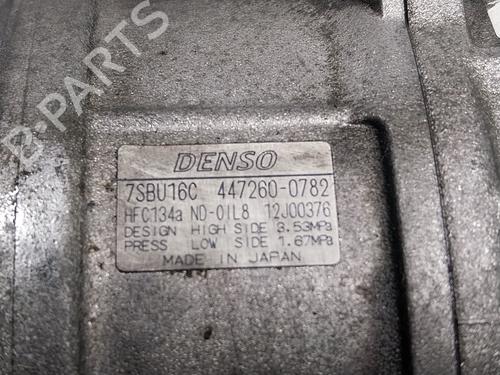 B-PARTS
DENSO
7SBU16C 447260-0782
HFC134a ND-OIL8 12J00376
DESIGN HIGH SIDE 3.53MPa
PRESS LOW SIDE 1.67MPa
MADE IN JAPAN